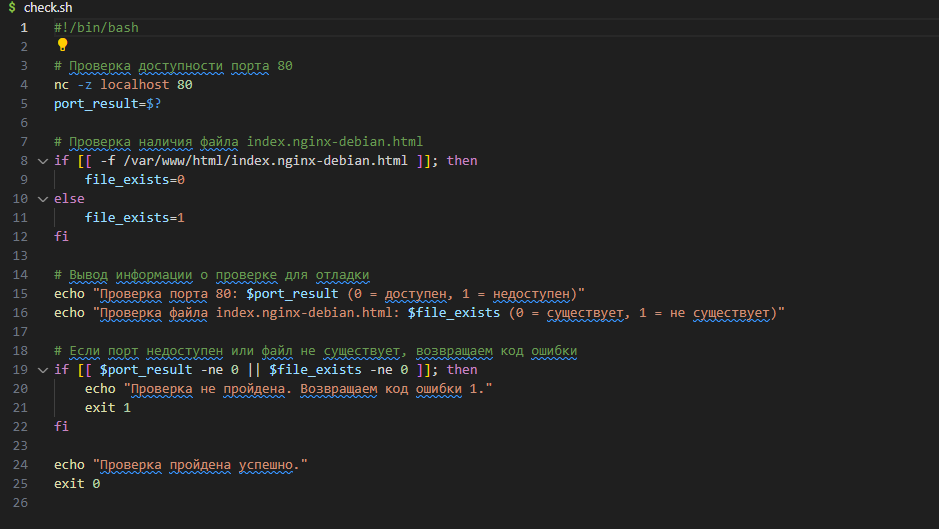 $ check.sh
1 #!/bin/bash
2
3 # Проверка доступности порта 80
4 nc -z localhost 80
5 port_result=$?
6
7 # Проверка наличия файла index.nginx-debian.html
8 if [[ -f /var/www/html/index.nginx-debian.html ]]; then
9     file_exists=0
10 else
11     file_exists=1
12 fi
13
14 # Вывод информации о проверке для отладки
15 echo "Проверка порта 80: $port_result (0 = доступен, 1 = недоступен)"
16 echo "Проверка файла index.nginx-debian.html: $file_exists (0 = существует, 1 = не существует)"
17
18 # Если порт недоступен или файл не существует, возвращаем код ошибки
19 if [[ $port_result -ne 0 || $file_exists -ne 0 ]]; then
20     echo "Проверка не пройдена. Возвращаем код ошибки 1."
21     exit 1
22 fi
23
24 echo "Проверка пройдена успешно."
25 exit 0
26